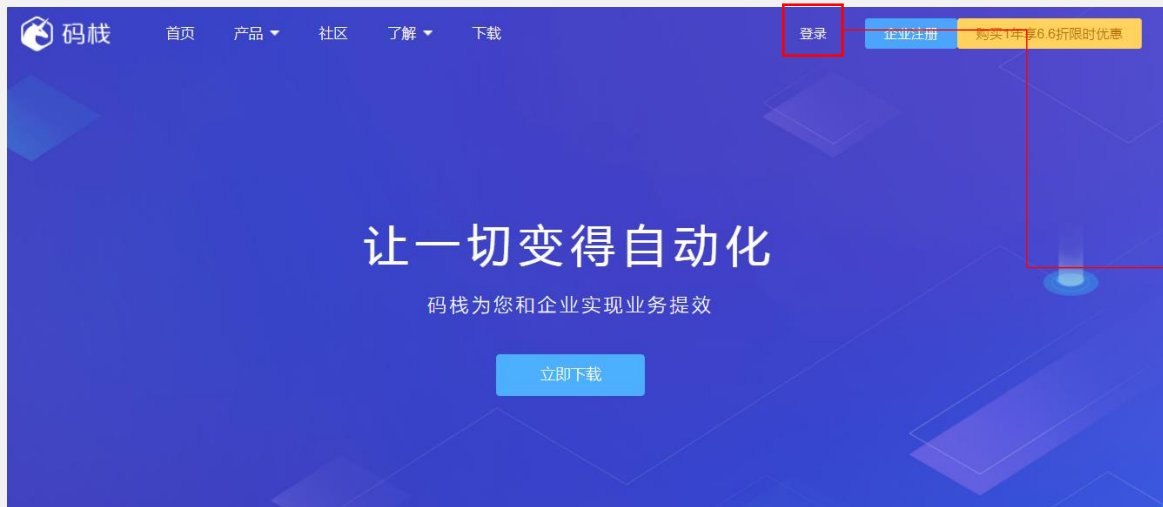 码栈 首页 产品 社区 了解 下载 登录 企业注册 购买1年享6.6折限时优惠
让一切变得自动化
码栈为您和企业实现业务提效
立即下载